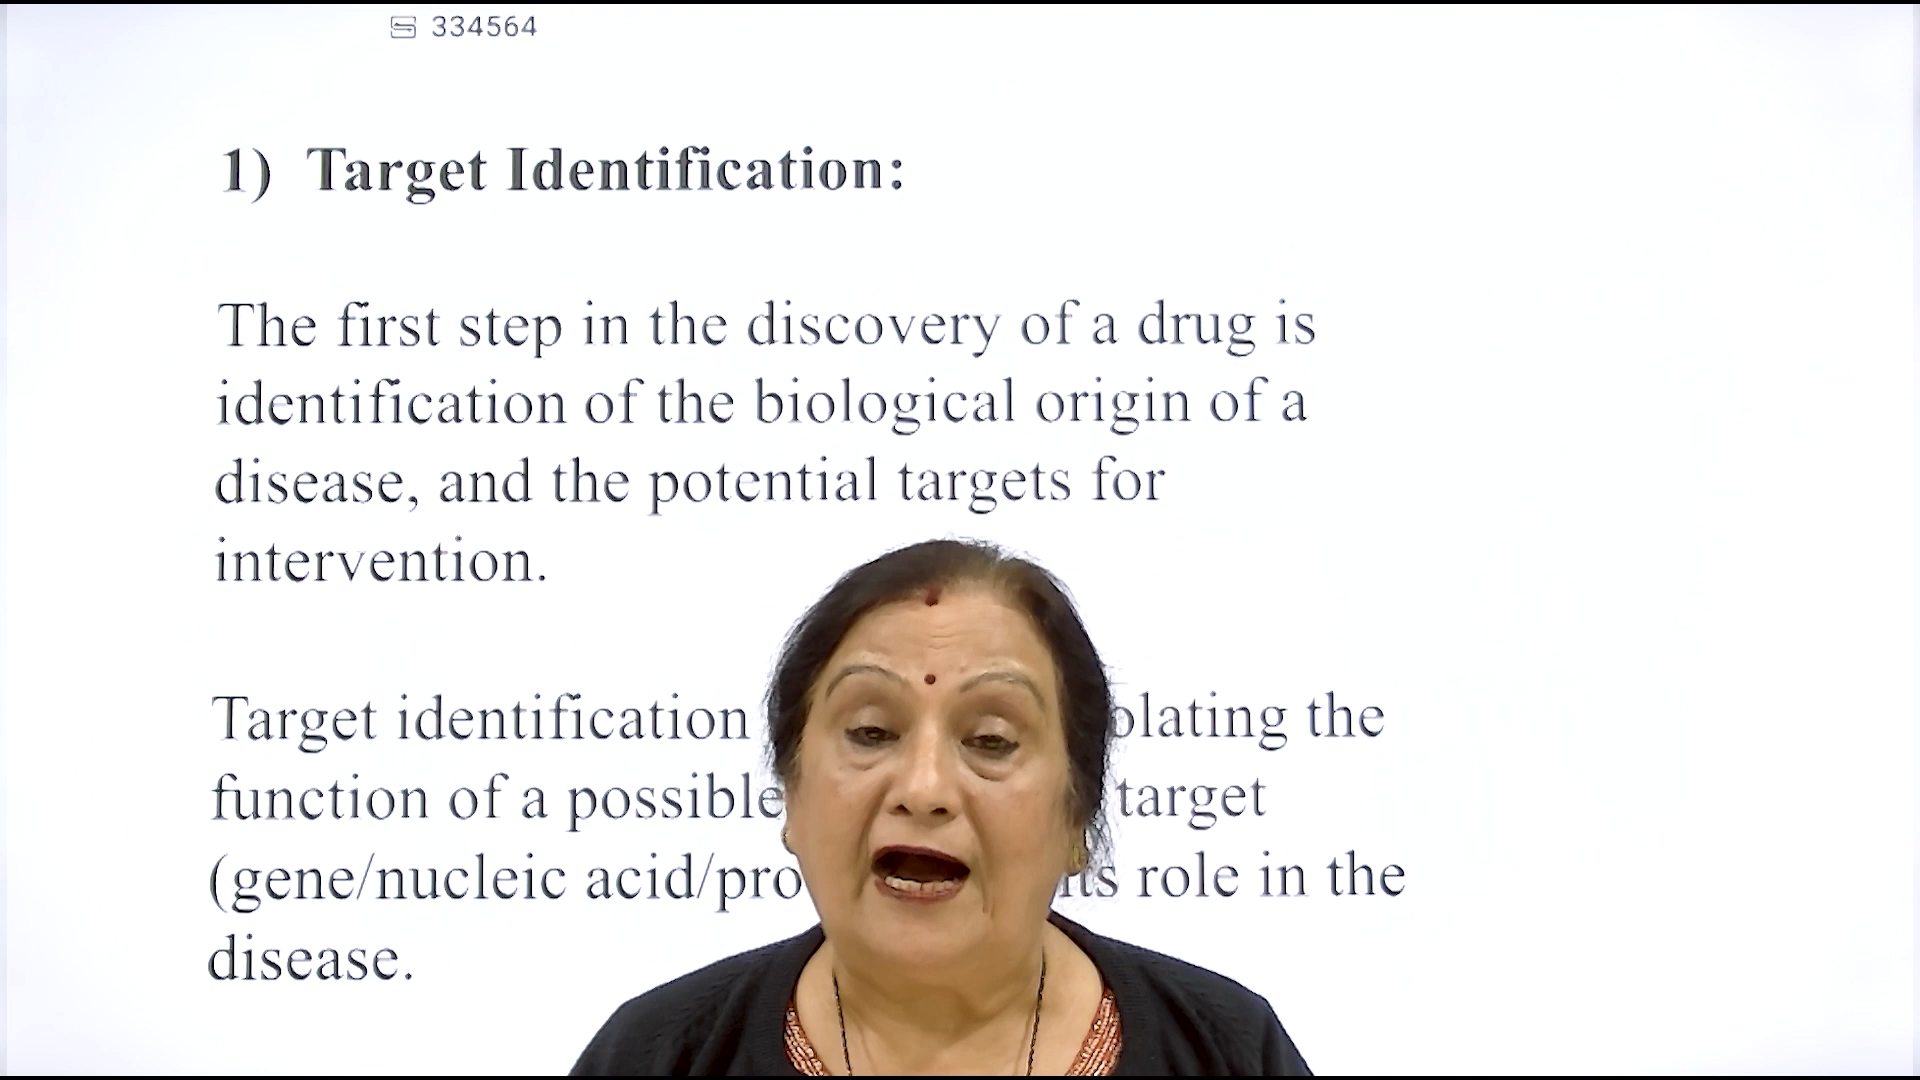 334564
1) Target Identification:
The first step in the discovery of a drug is
identification of the biological origin of a
disease, and the potential targets for
intervention.
Target identification
the
function of a possible target
(gene/nucleic acid/ role in the
disease.